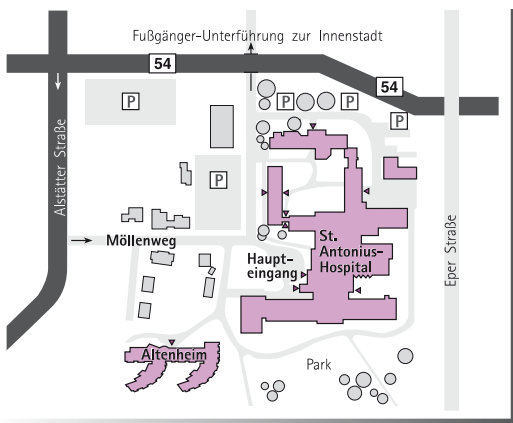 Fußgänger-Unterführung zur Innenstadt
54
54
P
P
P
P
P
Alstätter Straße
Möllenweg
Haupt-
eingang
St.
Antonius-
Hospital
Eper Straße
Altenheim
Park